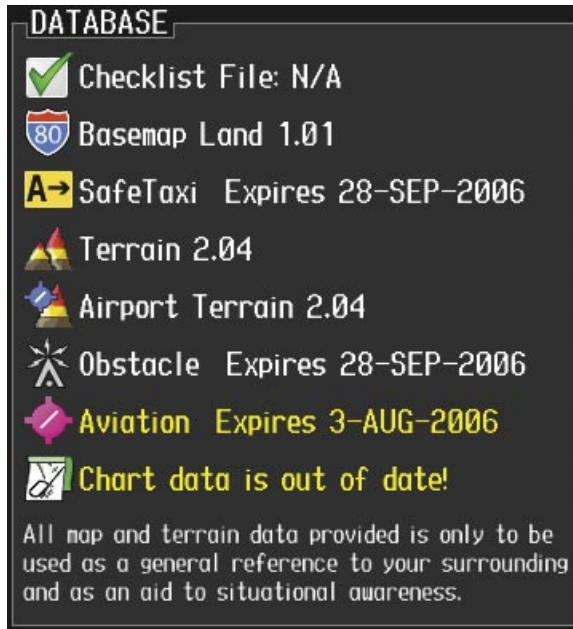 DATABASE
Checklist File: N/A
80 Basemap Land 1.01
A→ SafeTaxi Expires 28-SEP-2006
Terrain 2.04
Airport Terrain 2.04
Obstacle Expires 28-SEP-2006
Aviation Expires 3-AUG-2006
Chart data is out of date!
All map and terrain data provided is only to be
used as a general reference to your surrounding
and as an aid to situational awareness.